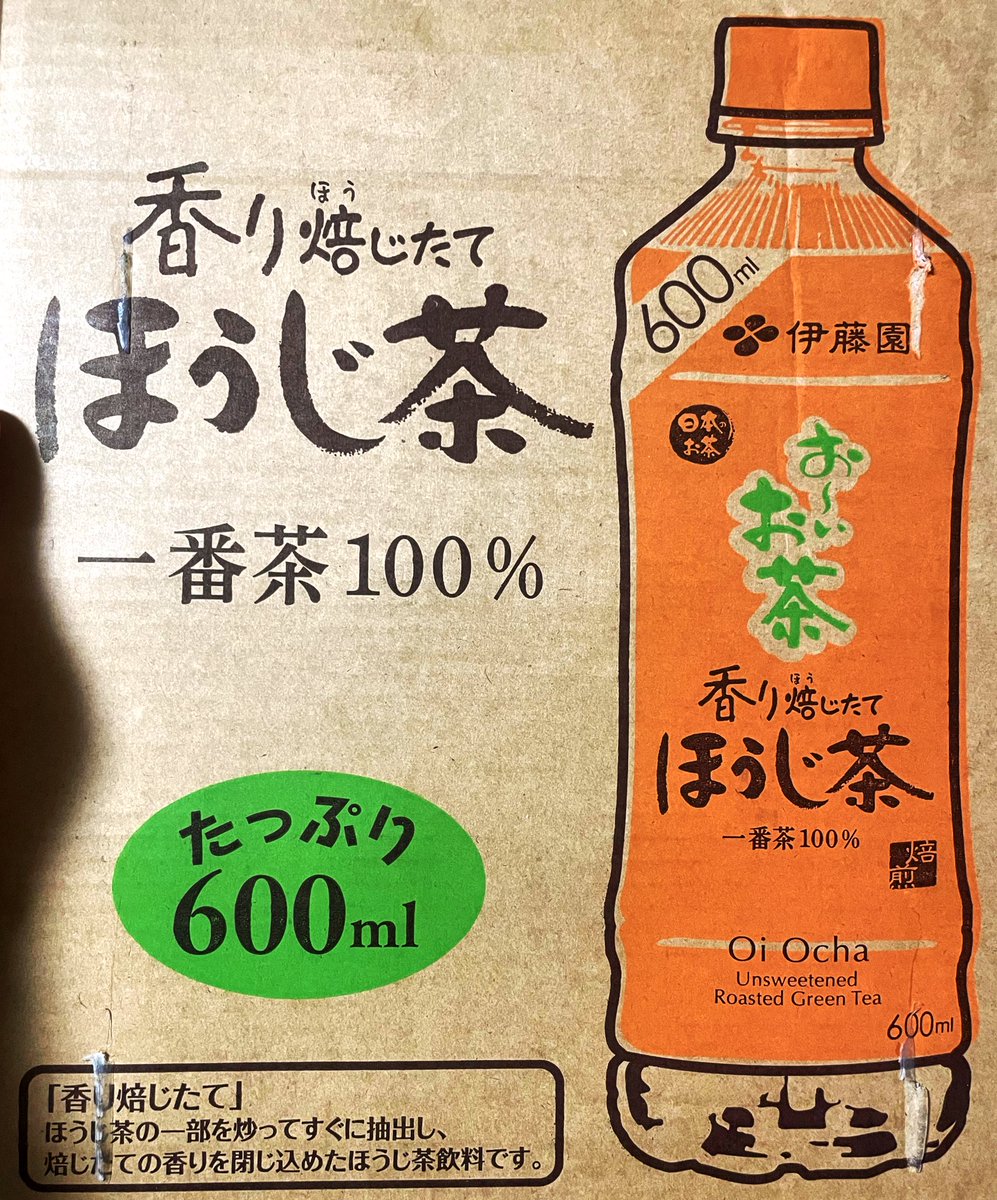 香り焙じたて
ほう
ほうじ茶
一番茶100%
たっぷり
600ml
「香り焙じたて」
ほうじ茶の一部を炒ってすぐに抽出し、
焙じたての香りを閉じ込めたほうじ茶飲料です。
600ml
伊藤園
日本の
お茶
お～い
お茶
香り焙じたて
ほう
ほうじ茶
一番茶100%
焙煎
Oi Ocha
Unsweetened
Roasted Green Tea
600ml